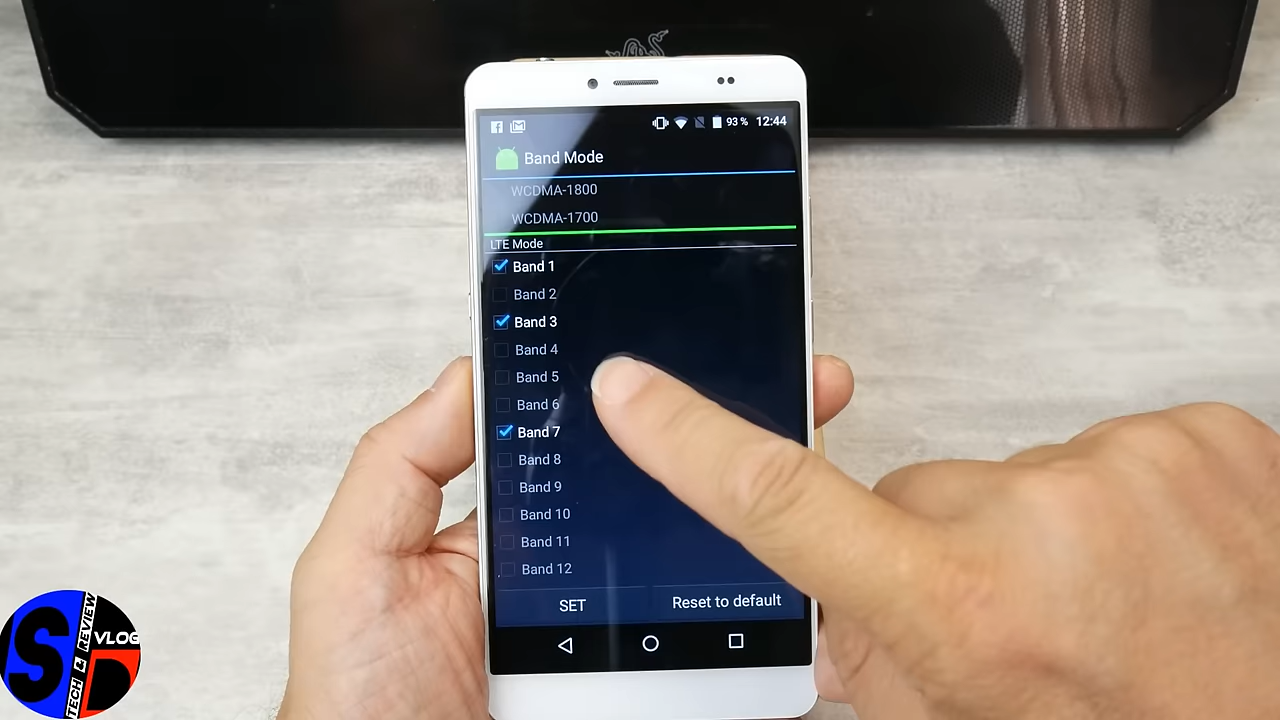 93 % 12:44
Band Mode
WCDMA-1800
WCDMA-1700
LTE Mode
Band 1
Band 2
Band 3
Band 4
Band 5
Band 6
Band 7
Band 8
Band 9
Band 10
Band 11
Band 12
SET Reset to default
SD
TECH & REVIEW
VLOG